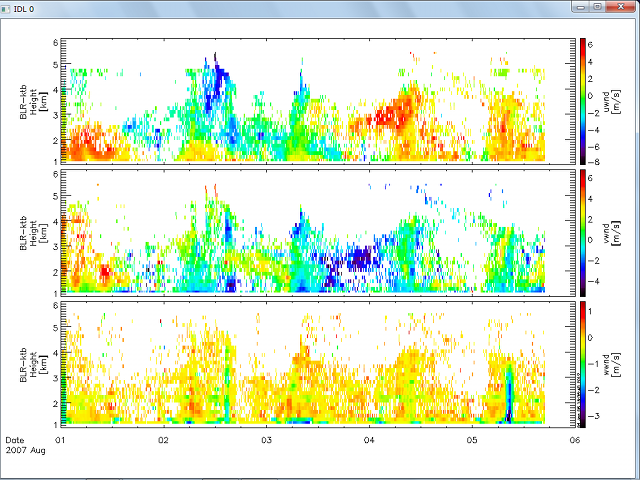 IDL 0
6
5
4
3
2
1
BLR-ktb
Height
[km]
6
4
2
0
−2
−4
−6
−8
uwnd
[m/s]
6
5
4
3
2
1
BLR-ktb
Height
[km]
6
4
2
0
−2
−4
vwnd
[m/s]
6
5
4
3
2
1
BLR-ktb
Height
[km]
1
0
−1
−2
−3
wwnd
[m/s]
Date 01 02 03 04 05 06
2007 Aug